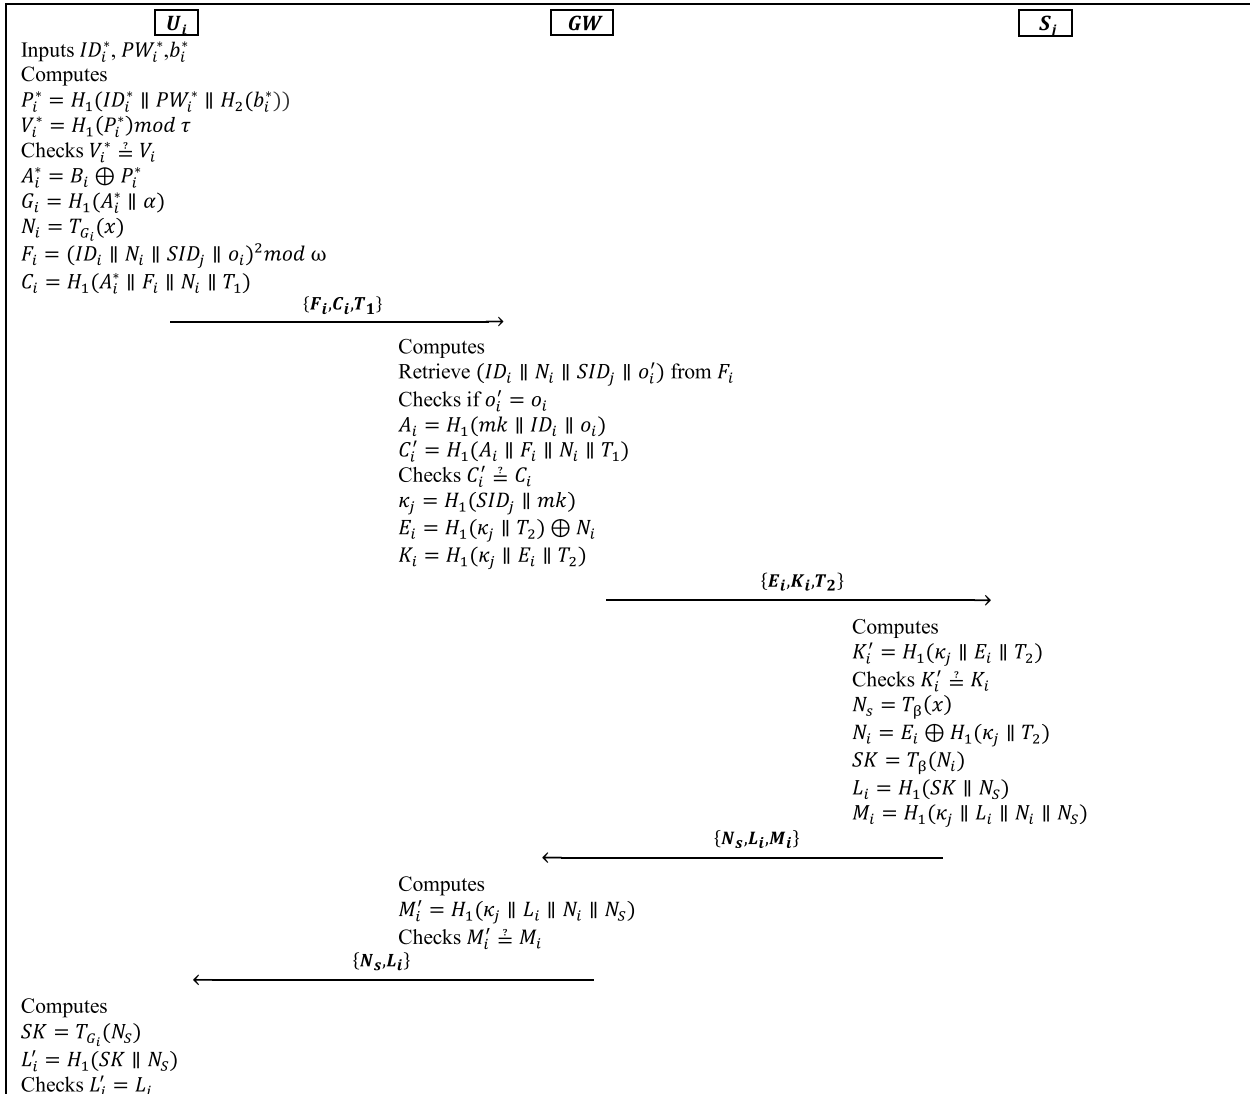 U_i GW S_j
Inputs ID_i^*, PW_i^*,b_i^*
Computes
P_i^* = H_1(ID_i^* ∥ PW_i^* ∥ H_2(b_i^*))
V_i^* = H_1(P_i^*)mod τ
Checks V_i^* ≟ V_i
A_i^* = B_i ⊕ P_i^*
G_i = H_1(A_i^* ∥ α)
N_i = T_{G_i}(x)
F_i = (ID_i ∥ N_i ∥ SID_j ∥ o_i)^2 mod ω
C_i = H_1(A_i^* ∥ F_i ∥ N_i ∥ T_1)
{F_i,C_i,T_1}
Computes
Retrieve (ID_i ∥ N_i ∥ SID_j ∥ o_i′) from F_i
Checks if o_i′ = o_i
A_i = H_1(mk ∥ ID_i ∥ o_i)
C_i′ = H_1(A_i ∥ F_i ∥ N_i ∥ T_1)
Checks C_i′ ≟ C_i
κ_j = H_1(SID_j ∥ mk)
E_i = H_1(κ_j ∥ T_2) ⊕ N_i
K_i = H_1(κ_j ∥ E_i ∥ T_2)
{E_i,K_i,T_2}
Computes
K_i′ = H_1(κ_j ∥ E_i ∥ T_2)
Checks K_i′ ≟ K_i
N_s = T_β(x)
N_i = E_i ⊕ H_1(κ_j ∥ T_2)
SK = T_β(N_i)
L_i = H_1(SK ∥ N_S)
M_i = H_1(κ_j ∥ L_i ∥ N_i ∥ N_S)
{N_s,L_i,M_i}
Computes
M_i′ = H_1(κ_j ∥ L_i ∥ N_i ∥ N_S)
Checks M_i′ ≟ M_i
{N_s,L_i}
Computes
SK = T_{G_i}(N_S)
L_i′ = H_1(SK ∥ N_S)
Checks L_i′ = L_i